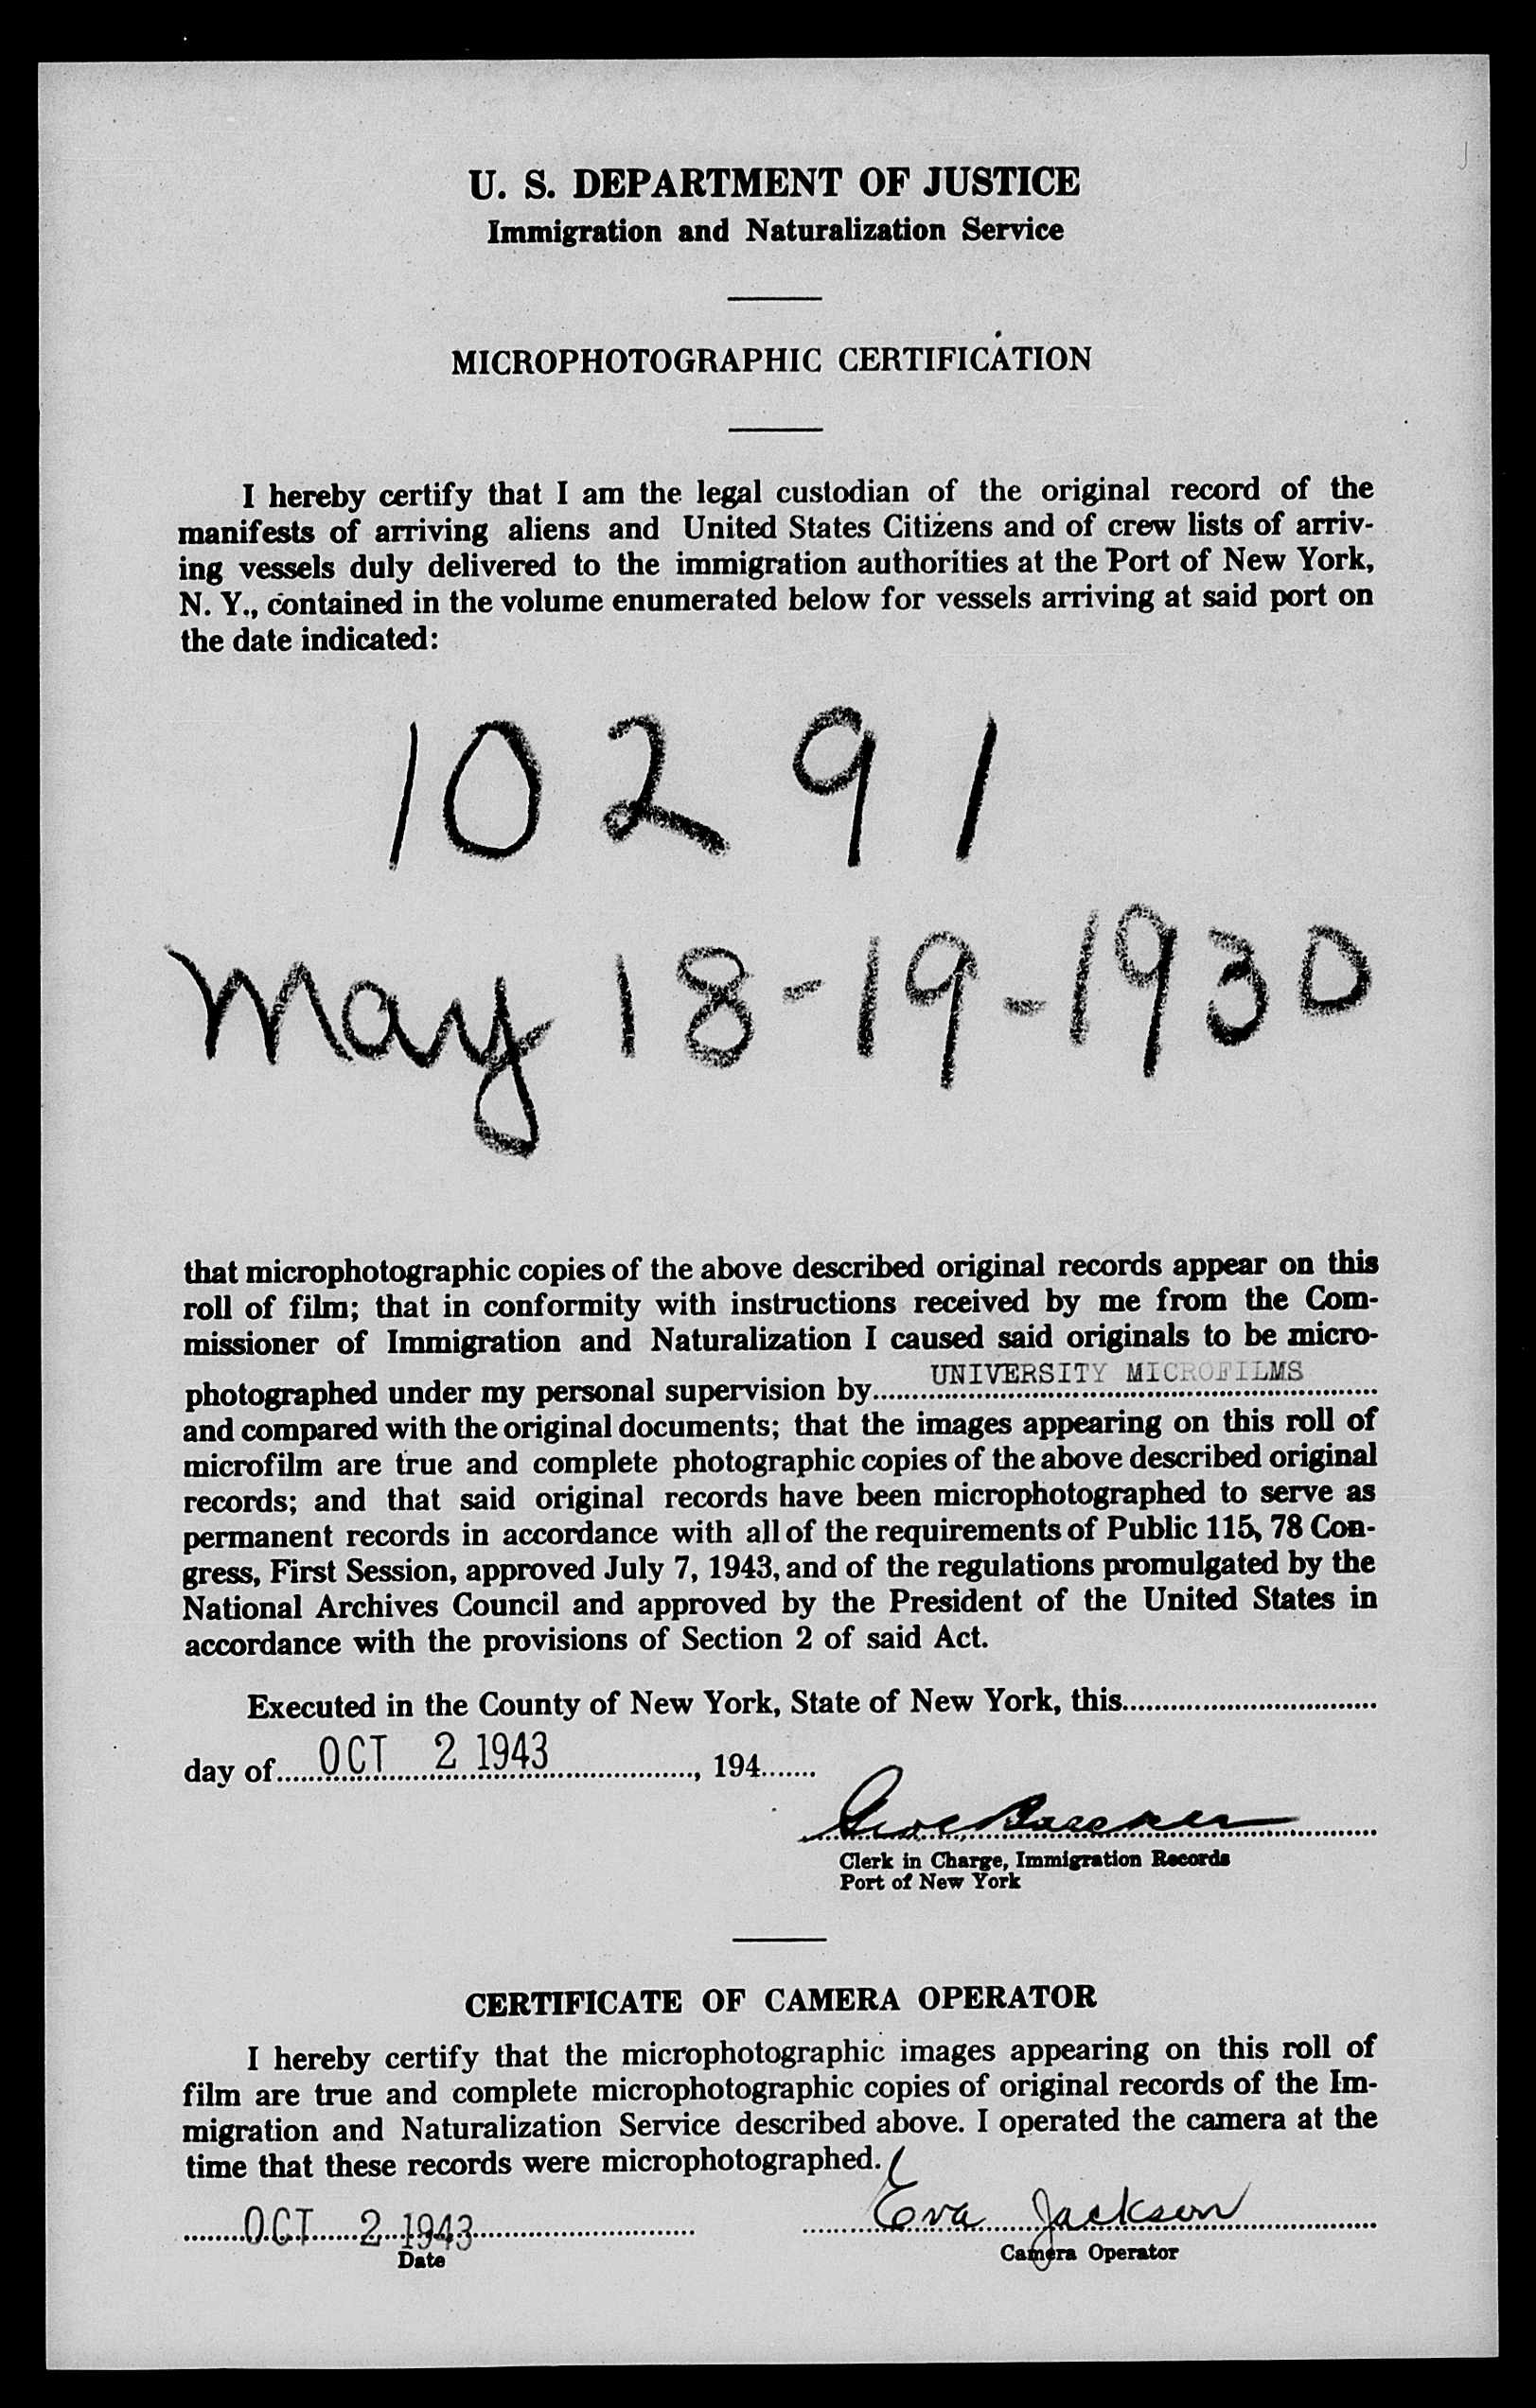 U. S. DEPARTMENT OF JUSTICE
Immigration and Naturalization Service
MICROPHOTOGRAPHIC CERTIFICATION
I hereby certify that I am the legal custodian of the original record of the
manifests of arriving aliens and United States Citizens and of crew lists of arriv-
ing vessels duly delivered to the immigration authorities at the Port of New York,
N. Y., contained in the volume enumerated below for vessels arriving at said port on
the date indicated:
10291
May 18-19-1930
that microphotographic copies of the above described original records appear on this
roll of film; that in conformity with instructions received by me from the Com-
missioner of Immigration and Naturalization I caused said originals to be micro-
photographed under my personal supervision by UNIVERSITY MICROFILMS
and compared with the original documents; that the images appearing on this roll of
microfilm are true and complete photographic copies of the above described original
records; and that said original records have been microphotographed to serve as
permanent records in accordance with all of the requirements of Public 115, 78 Con-
gress, First Session, approved July 7, 1943, and of the regulations promulgated by the
National Archives Council and approved by the President of the United States in
accordance with the provisions of Section 2 of said Act.
Executed in the County of New York, State of New York, this
day of OCT 2 1943, 194
Clerk in Charge, Immigration Records
Port of New York
CERTIFICATE OF CAMERA OPERATOR
I hereby certify that the microphotographic images appearing on this roll of
film are true and complete microphotographic copies of original records of the Im-
migration and Naturalization Service described above. I operated the camera at the
time that these records were microphotographed.
OCT 2 1943 Eva Jackson
Date Camera Operator